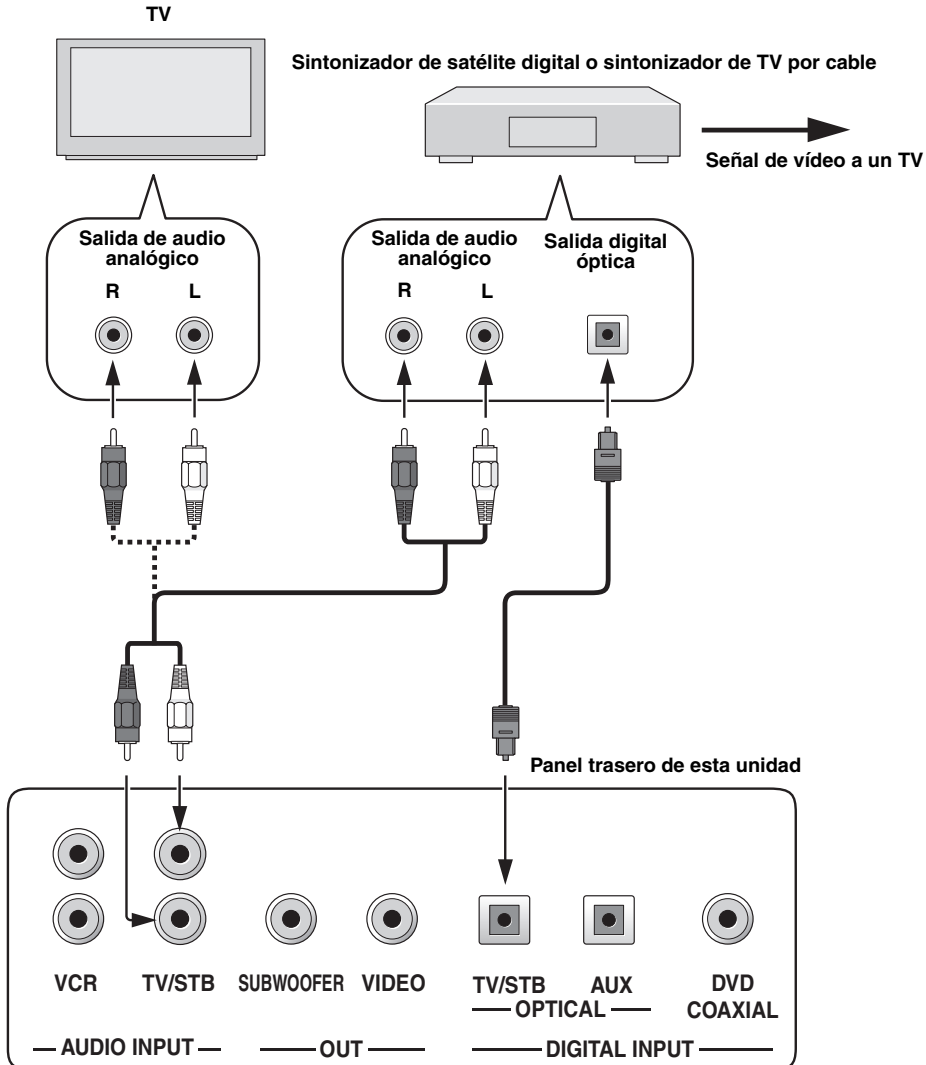 TV
Sintonizador de satélite digital o sintonizador de TV por cable
Señal de vídeo a un TV
Salida de audio
analógico
R L
Salida de audio
analógico
R L
Salida digital
óptica
Panel trasero de esta unidad
VCR TV/STB SUBWOOFER VIDEO TV/STB AUX DVD
OPTICAL COAXIAL
AUDIO INPUT OUT DIGITAL INPUT